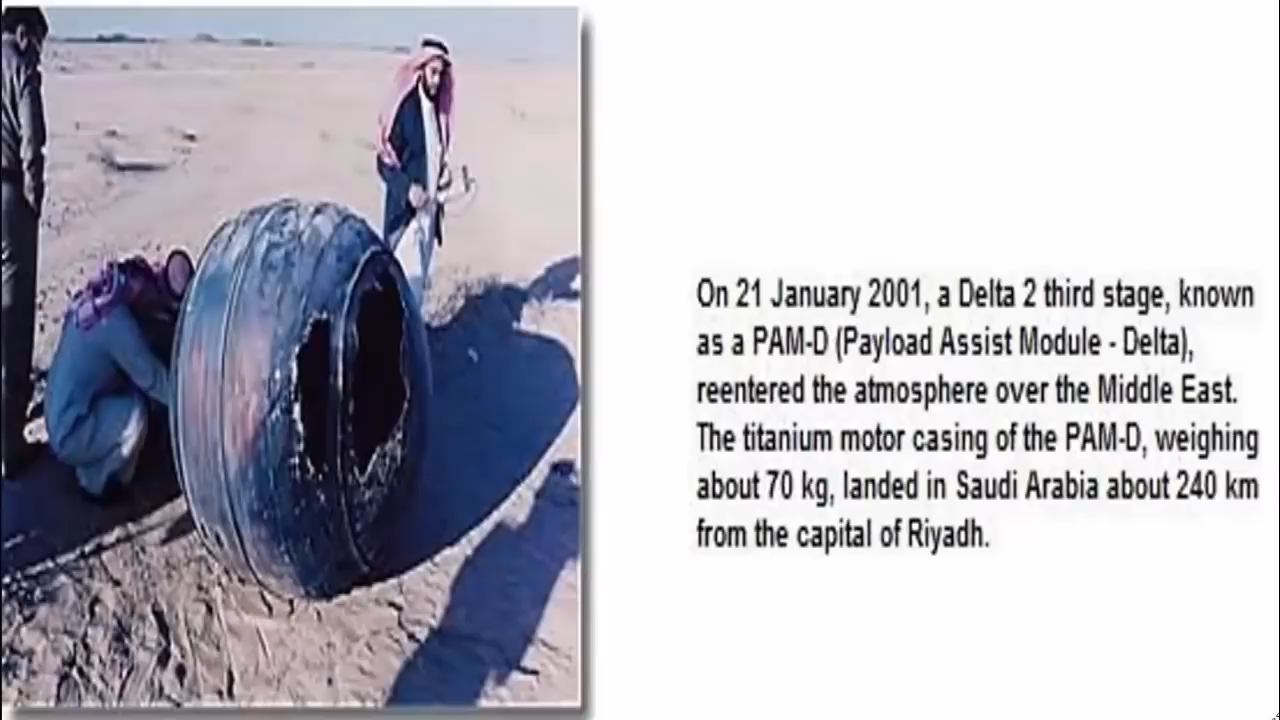 On 21 January 2001, a Delta 2 third stage, known
as a PAM-D (Payload Assist Module - Delta),
reentered the atmosphere over the Middle East.
The titanium motor casing of the PAM-D, weighing
about 70 kg, landed in Saudi Arabia about 240 km
from the capital of Riyadh.